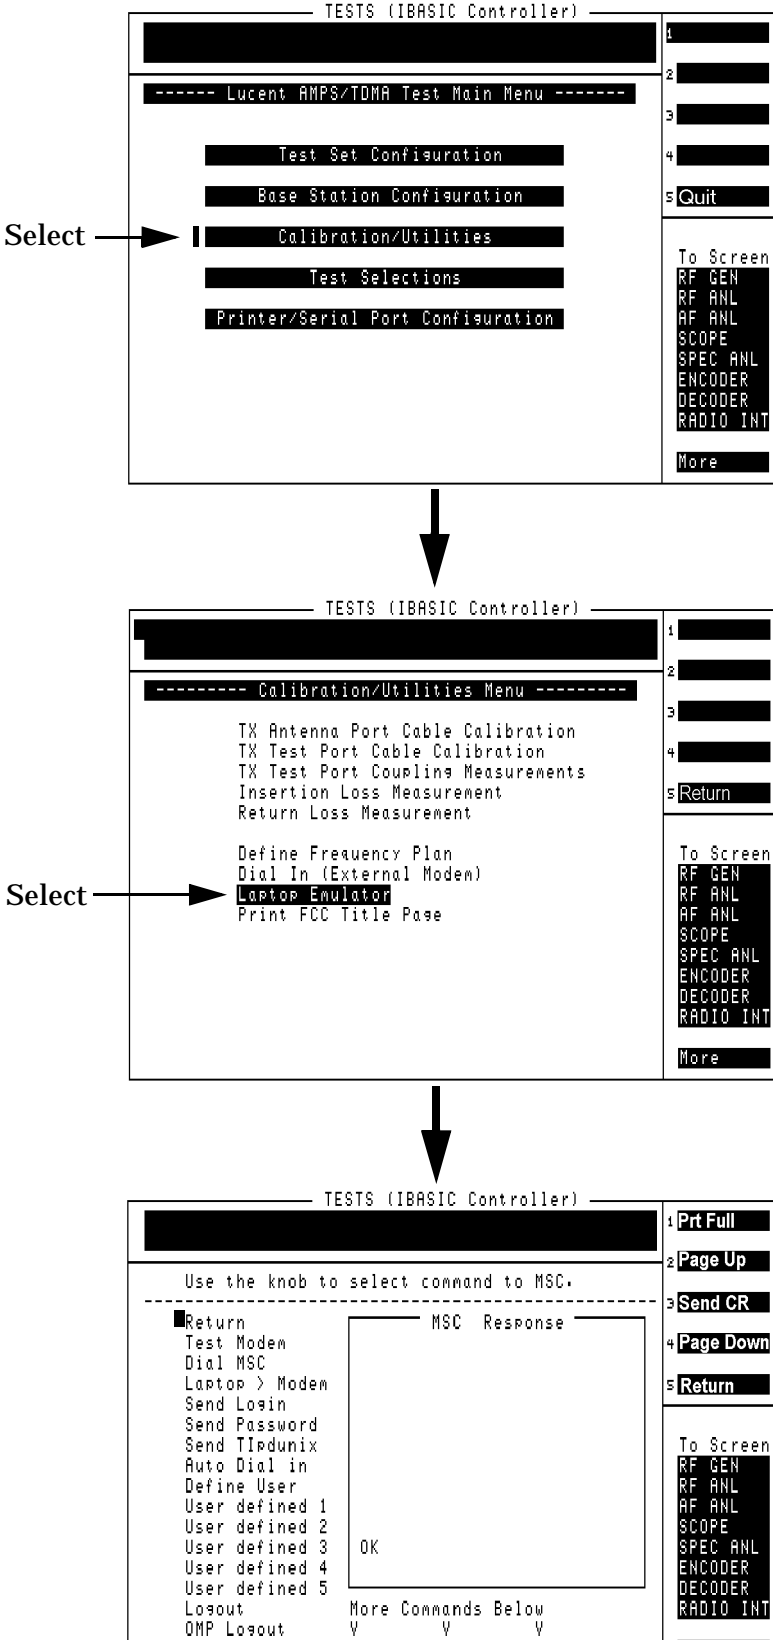 TESTS (IBASIC Controller)
1
2
------ Lucent AMPS/TDMA Test Main Menu -------
3
Test Set Configuration
4
Base Station Configuration
5 Quit
Select
Calibration/Utilities
Test Selections
Printer/Serial Port Configuration
To Screen
RF GEN
RF ANL
AF ANL
SCOPE
SPEC ANL
ENCODER
DECODER
RADIO INT
More
TESTS (IBASIC Controller)
1
2
--------- Calibration/Utilities Menu ---------
3
TX Antenna Port Cable Calibration
TX Test Port Cable Calibration
4
TX Test Port Coupling Measurements
Insertion Loss Measurement
5 Return
Return Loss Measurement
Define Frequency Plan
Dial In (External Modem)
Select
Laptop Emulator
Print FCC Title Page
To Screen
RF GEN
RF ANL
AF ANL
SCOPE
SPEC ANL
ENCODER
DECODER
RADIO INT
More
TESTS (IBASIC Controller)
1 Prt Full
2 Page Up
3 Send CR
4 Page Down
5 Return
Use the knob to select command to MSC.
Return
Test Modem
Dial MSC
Laptop > Modem
Send Login
Send Password
Send TIpdunix
Auto Dial in
Define User
User defined 1
User defined 2
User defined 3
User defined 4
User defined 5
Logout
OMP Logout
MSC Response
OK
More Commands Below
V V V
To Screen
RF GEN
RF ANL
AF ANL
SCOPE
SPEC ANL
ENCODER
DECODER
RADIO INT